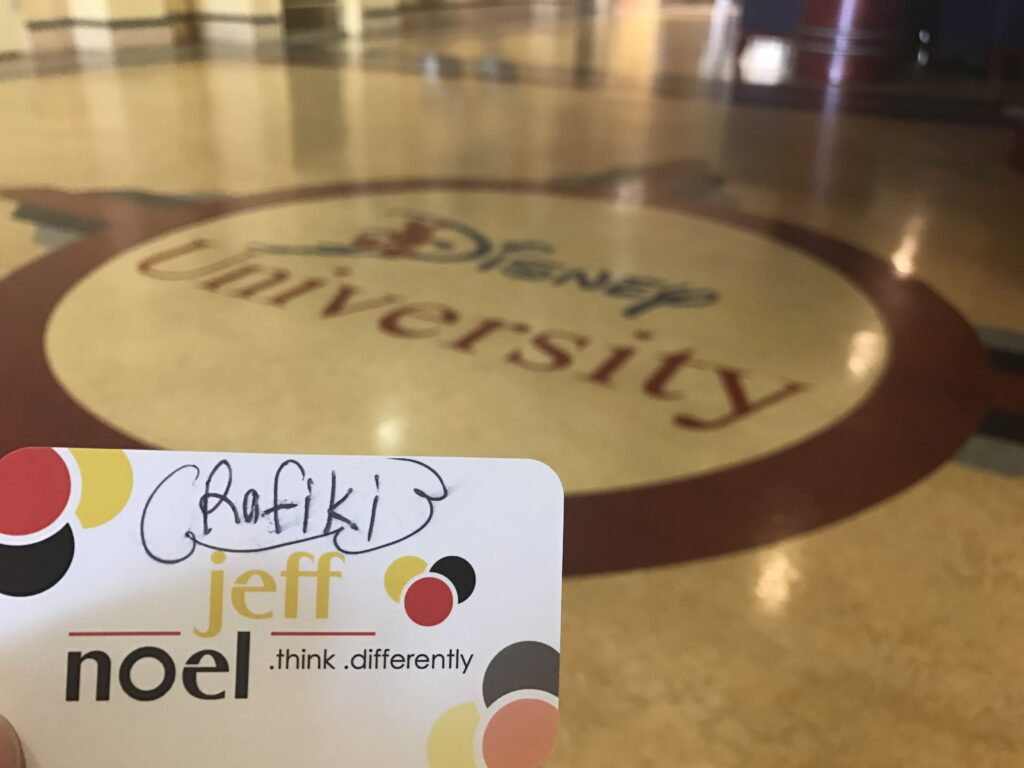 Disney
University
Rafiki
jeff
noel .think .differently